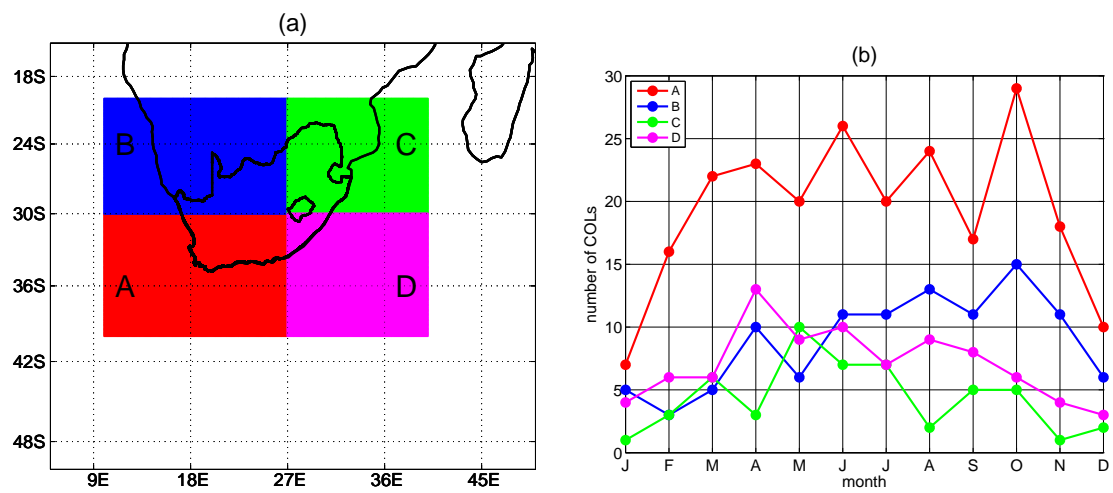 (a)
18S
24S
30S
36S
42S
48S
9E 18E 27E 36E 45E
B
C
A
D
(b)
number of COLs
30
25
20
15
10
5
0
A
B
C
D
J F M A M J J A S O N D
month